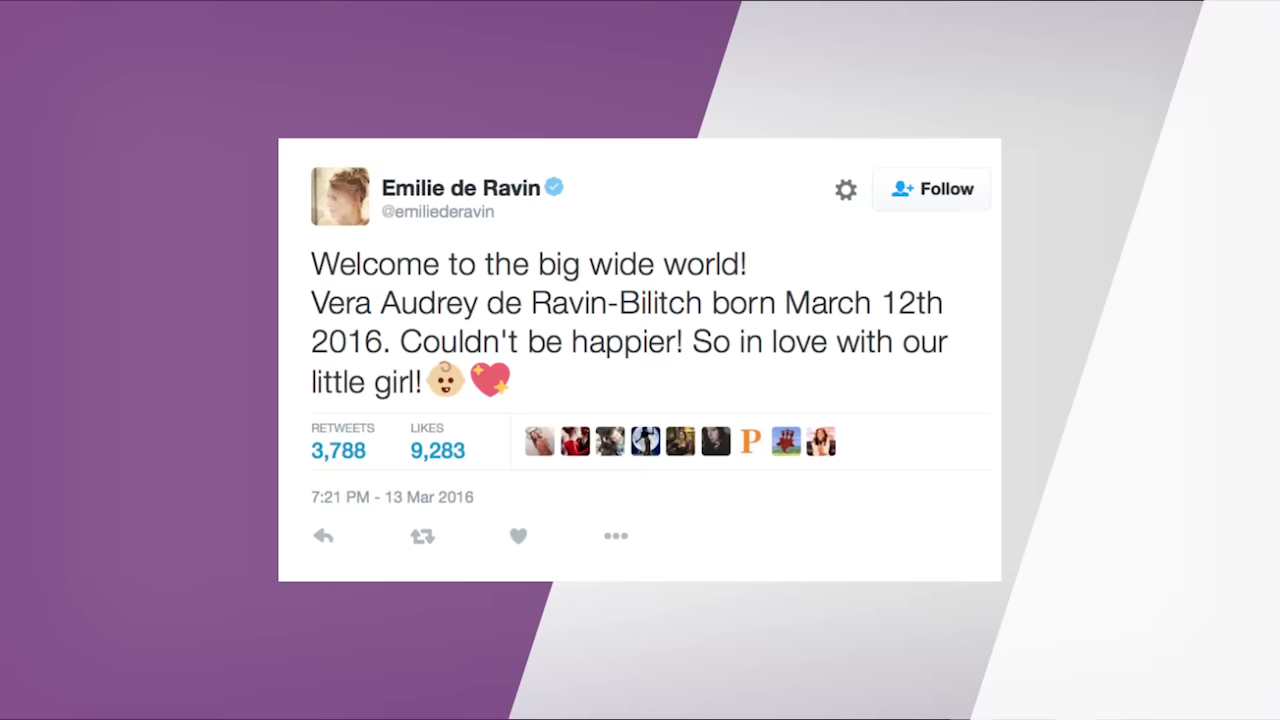 Emilie de Ravin
@emiliederavin
Follow
Welcome to the big wide world!
Vera Audrey de Ravin-Bilitch born March 12th
2016. Couldn't be happier! So in love with our
little girl!
RETWEETS
3,788
LIKES
9,283
P
7:21 PM - 13 Mar 2016